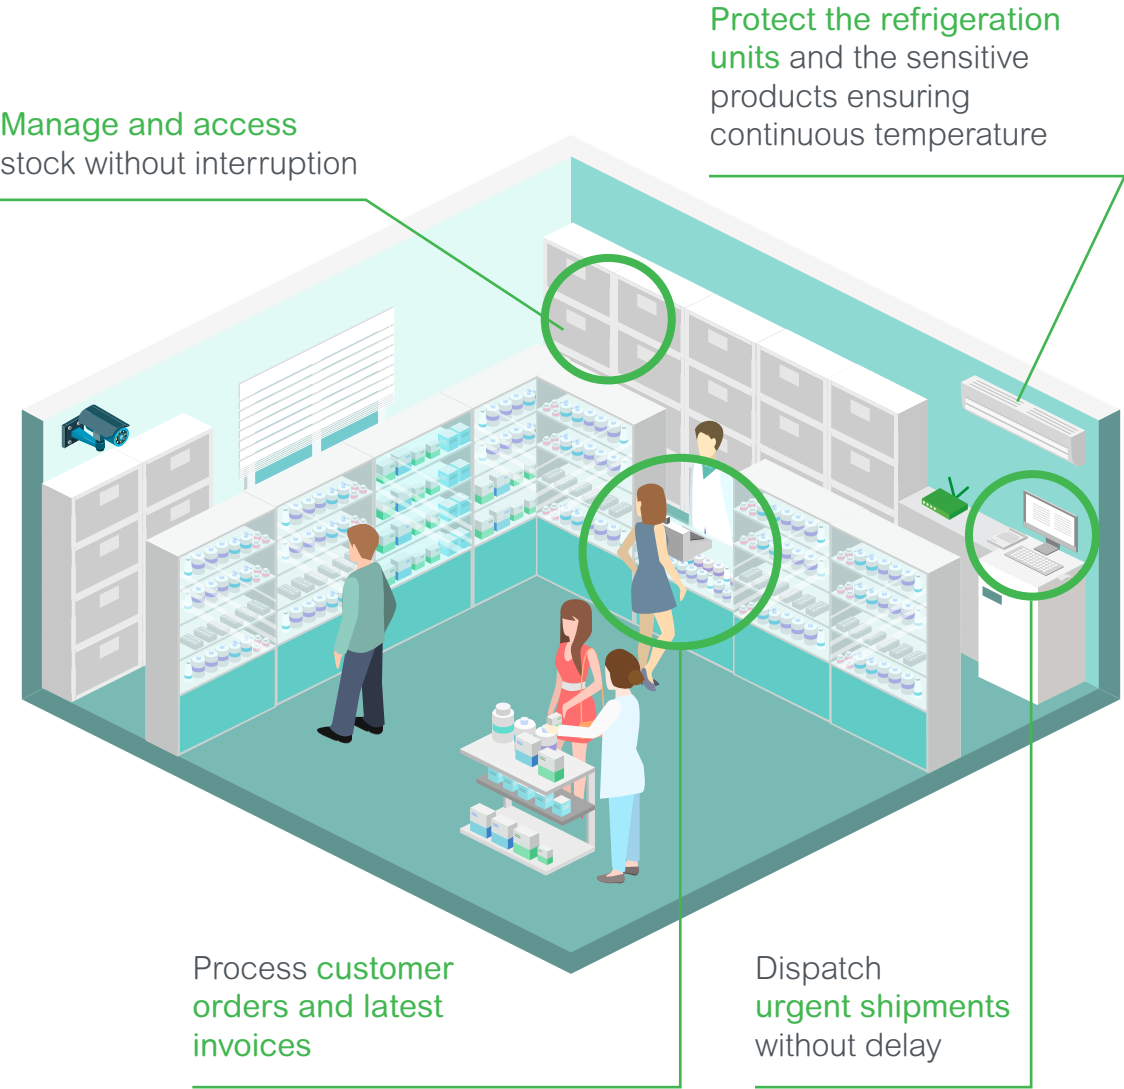 Protect the refrigeration
units and the sensitive
products ensuring
continuous temperature
Manage and access
stock without interruption
Process customer
orders and latest
invoices
Dispatch
urgent shipments
without delay